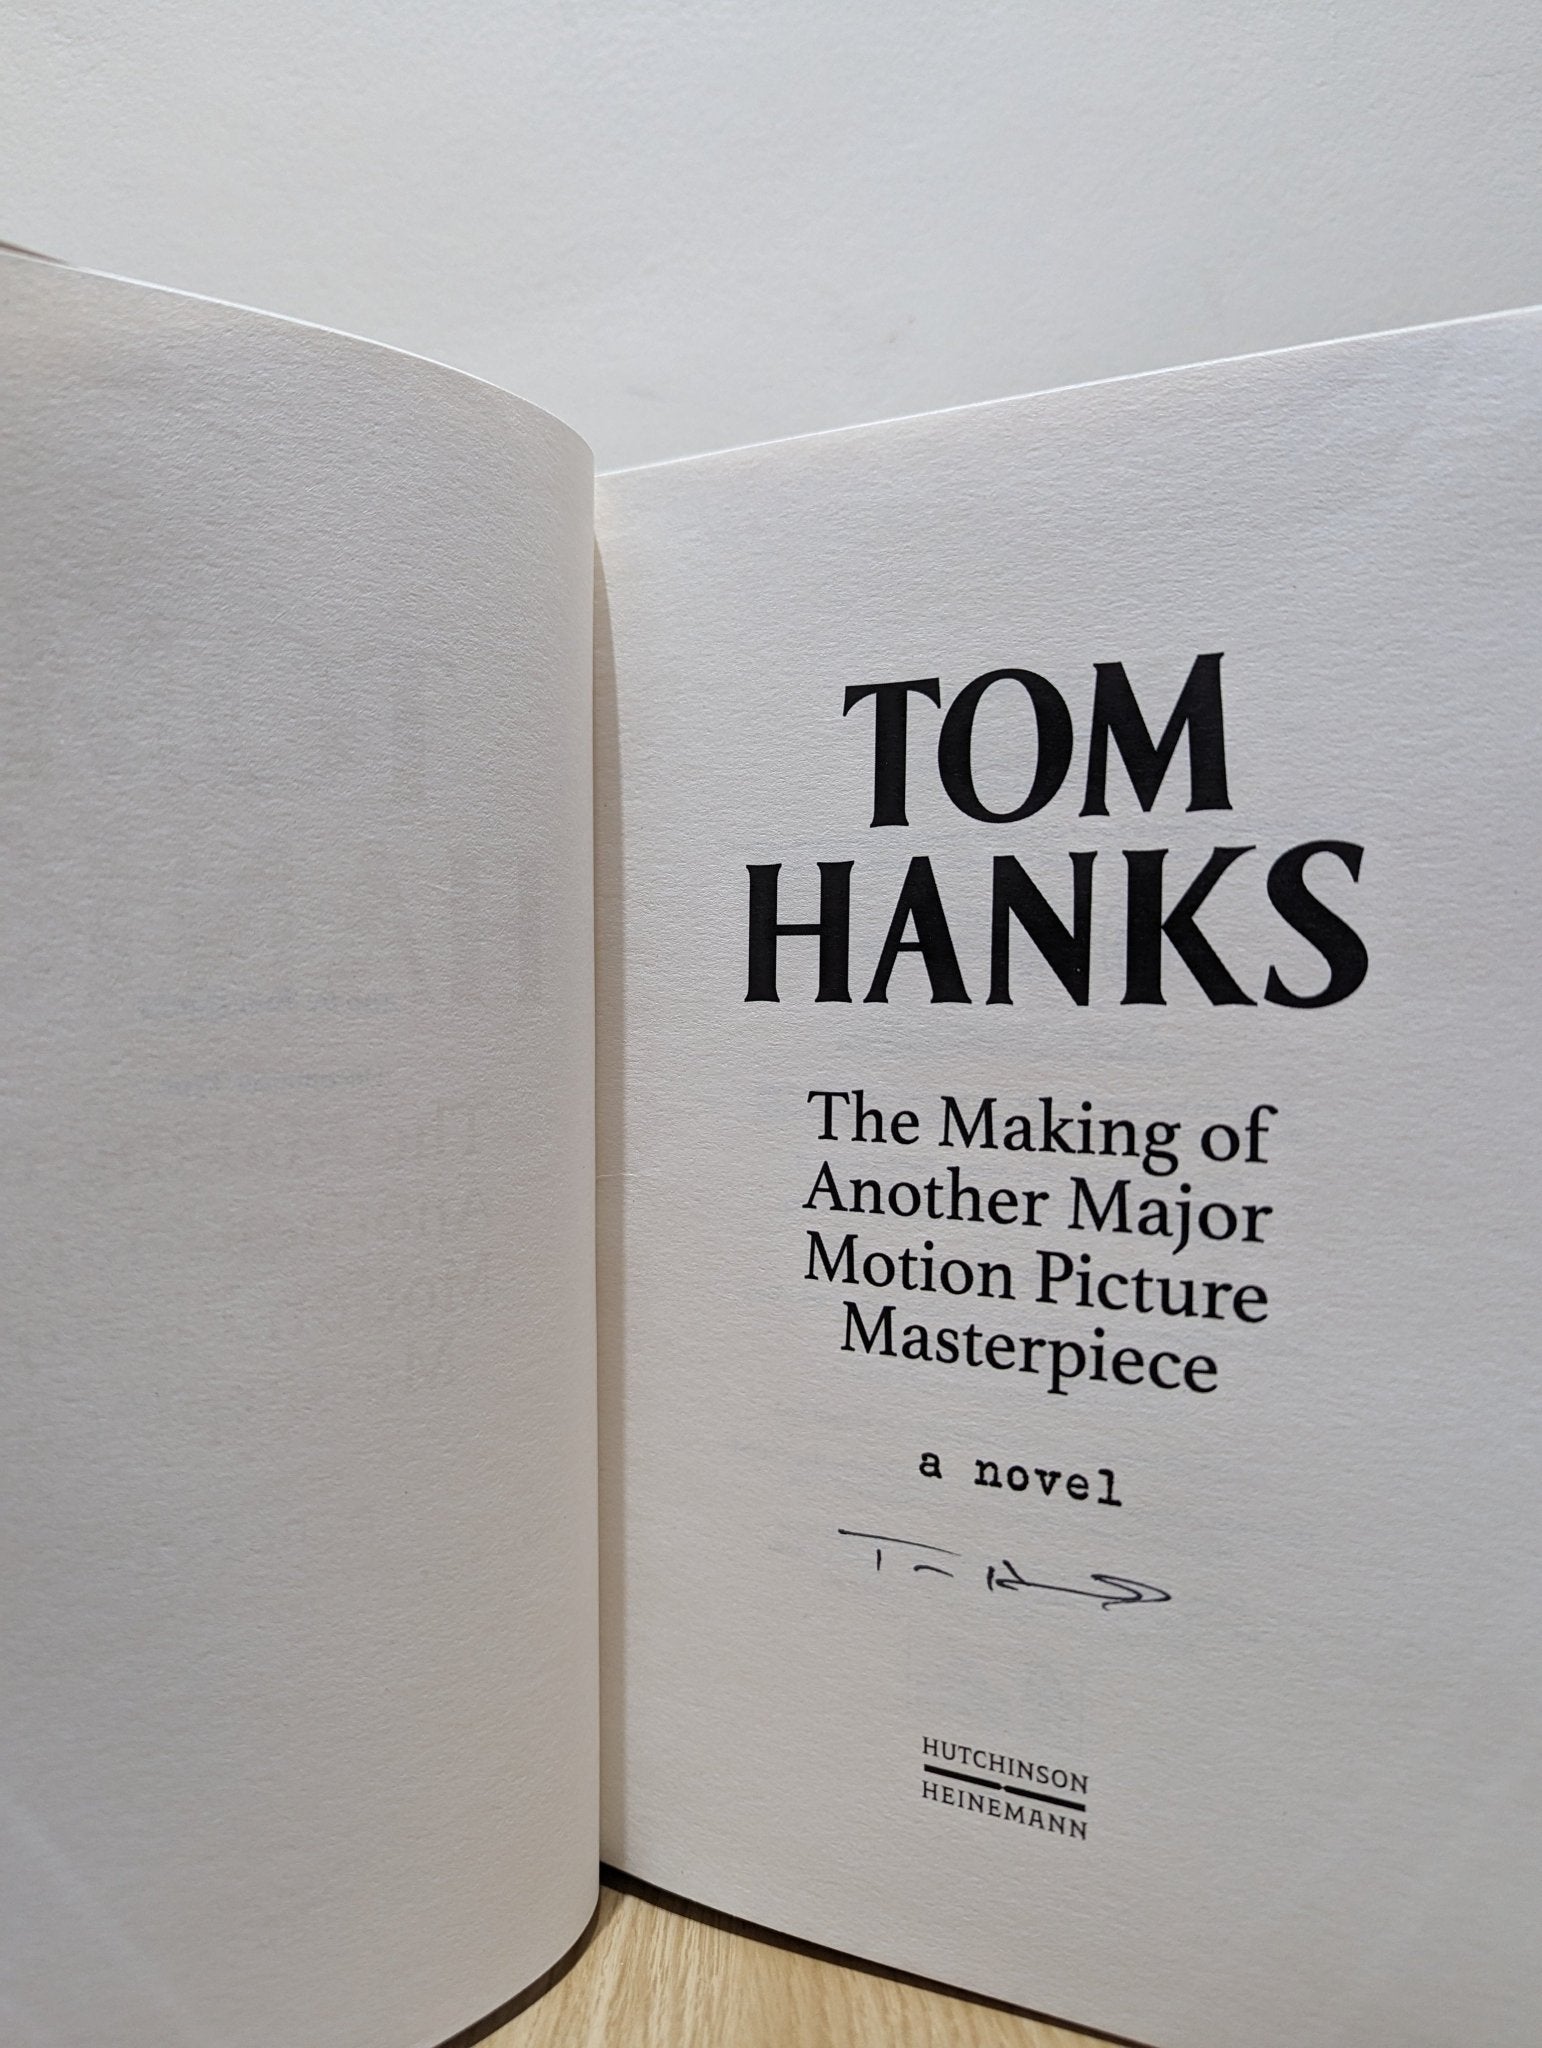 TOM
HANKS
The Making of
Another Major
Motion Picture
Masterpiece
a novel
HUTCHINSON
HEINEMANN